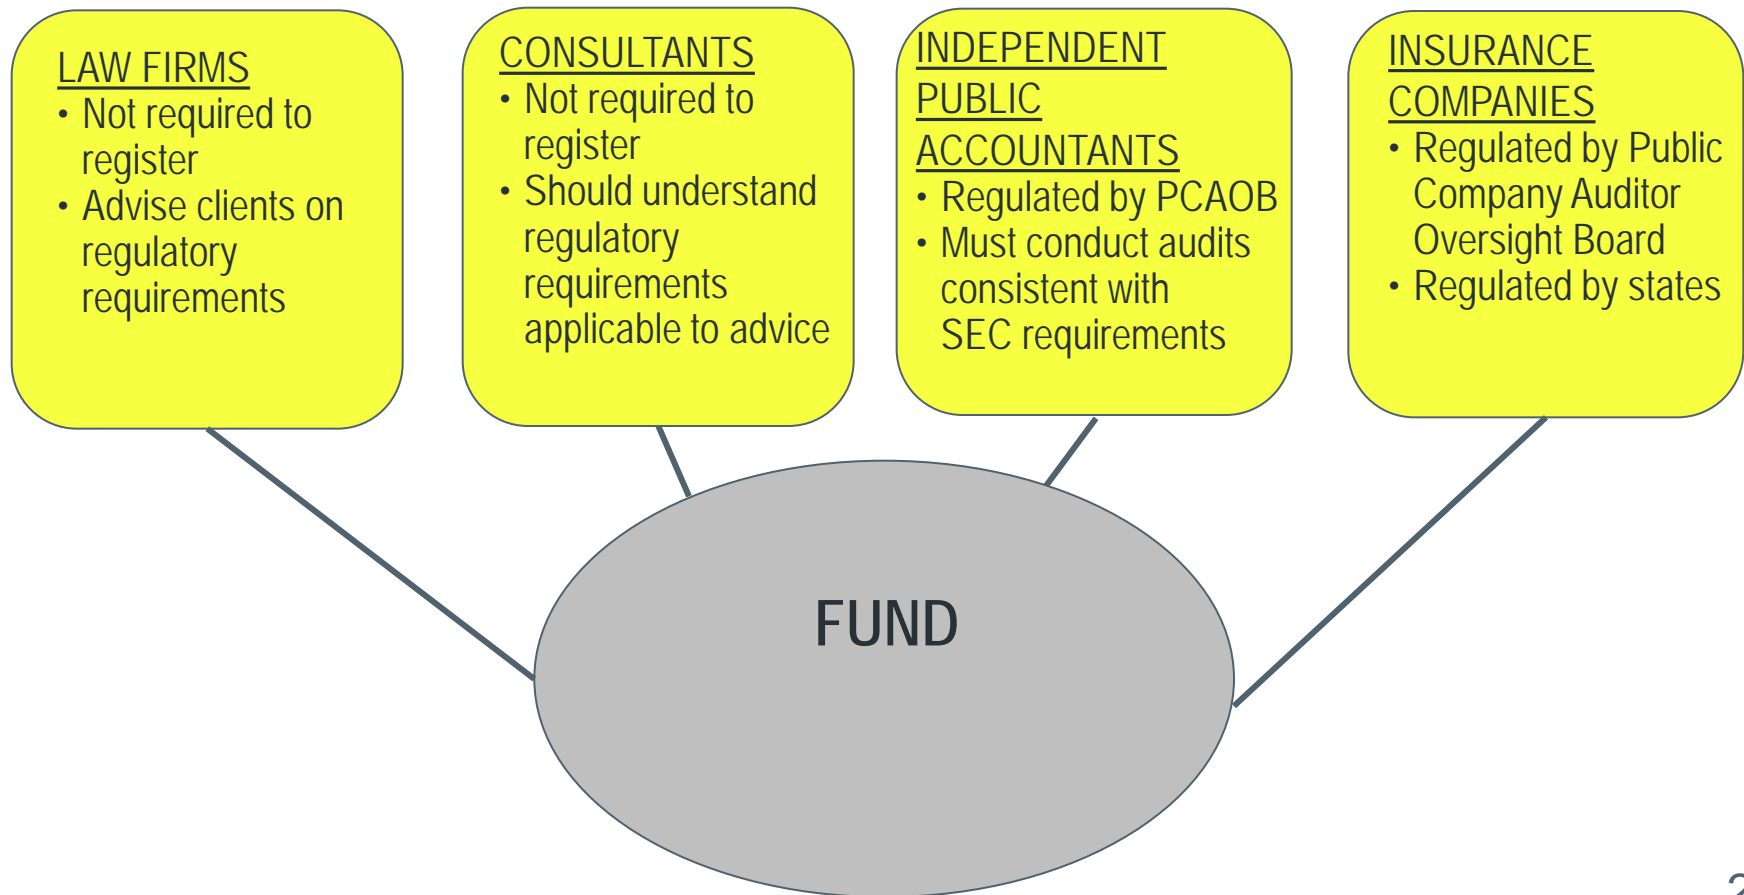 LAW FIRMS
• Not required to
register
• Advise clients on
regulatory
requirements
CONSULTANTS
• Not required to
register
• Should understand
regulatory
requirements
applicable to advice
INDEPENDENT
PUBLIC
ACCOUNTANTS
• Regulated by PCAOB
• Must conduct audits
consistent with
SEC requirements
INSURANCE
COMPANIES
• Regulated by Public
Company Auditor
Oversight Board
• Regulated by states
FUND